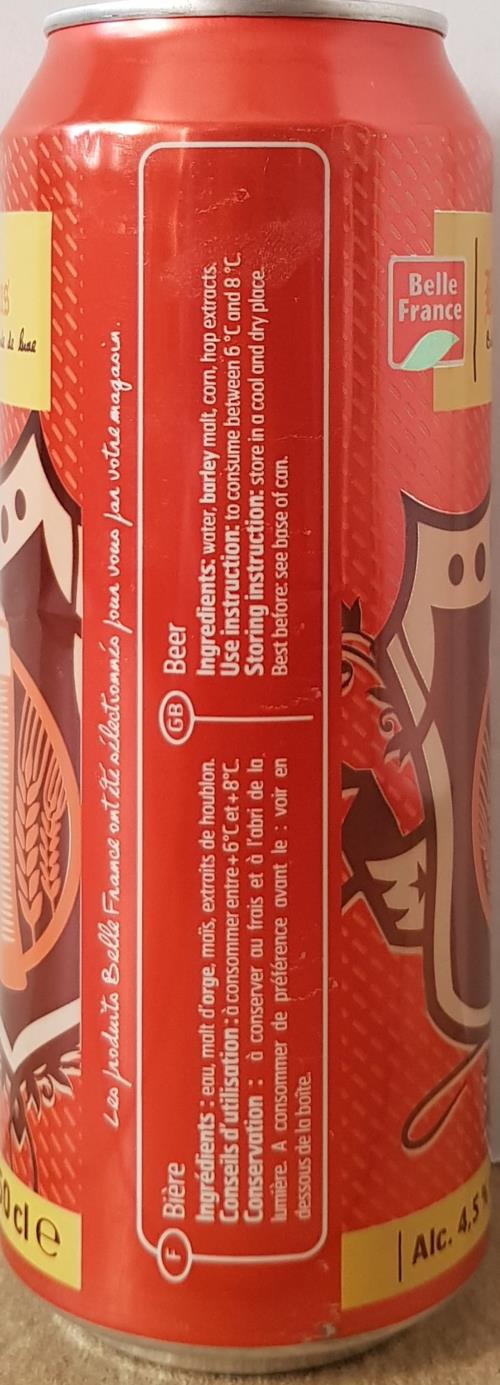 Les produits Belle France ont été sélectionnés pour vous par votre magasin.
F Bière
Ingrédients : eau, malt d'orge, maïs, extraits de houblon.
Conseils d'utilisation : à consommer entre + 6°C et + 8°C.
Conservation : à conserver au frais et à l'abri de la
lumière. A consommer de préférence avant le : voir en
dessous de la boîte.
GB Beer
Ingredients: water, barley malt, corn, hop extracts.
Use instruction: to consume between 6 °C and 8 °C.
Storing instruction: store in a cool and dry place.
Best before: see base of can.
Belle
France
de luxe
0 cl e
Alc. 4,5 %